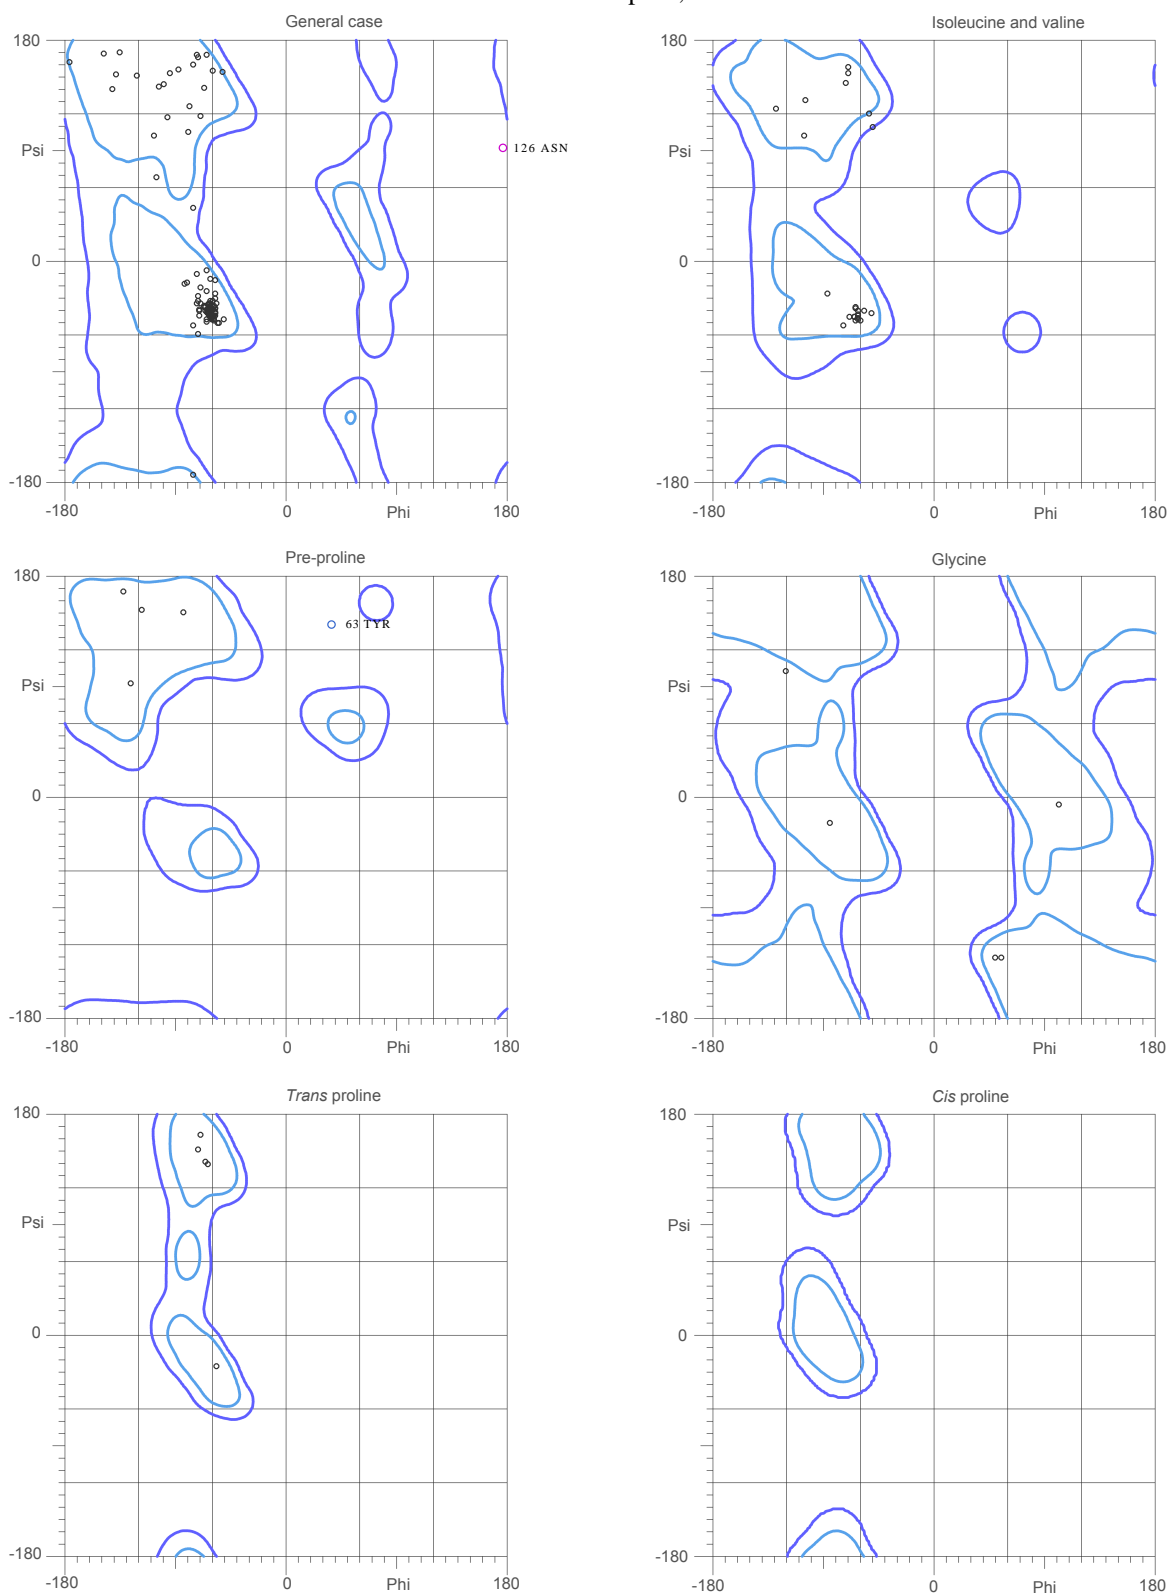 General case
180
Psi
0
-180
-180
0
Phi
180
126 ASN
Isoleucine and valine
180
Psi
0
-180
-180
0
Phi
180
Pre-proline
180
Psi
0
-180
-180
0
Phi
180
63 TYR
Glycine
180
Psi
0
-180
-180
0
Phi
180
Trans proline
180
Psi
0
-180
-180
0
Phi
180
Cis proline
180
Psi
0
-180
-180
0
Phi
180